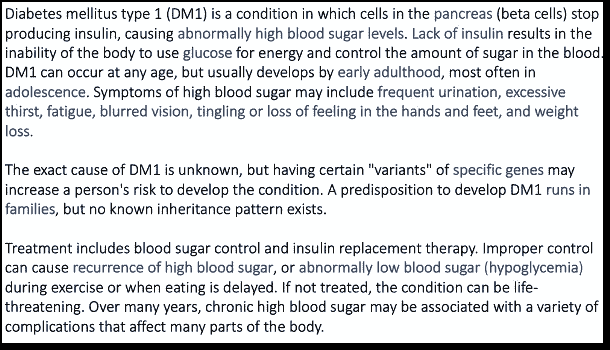 Diabetes mellitus type 1 (DM1) is a condition in which cells in the pancreas (beta cells) stop
producing insulin, causing abnormally high blood sugar levels. Lack of insulin results in the
inability of the body to use glucose for energy and control the amount of sugar in the blood.
DM1 can occur at any age, but usually develops by early adulthood, most often in
adolescence. Symptoms of high blood sugar may include frequent urination, excessive
thirst, fatigue, blurred vision, tingling or loss of feeling in the hands and feet, and weight
loss.
The exact cause of DM1 is unknown, but having certain "variants" of specific genes may
increase a person's risk to develop the condition. A predisposition to develop DM1 runs in
families, but no known inheritance pattern exists.
Treatment includes blood sugar control and insulin replacement therapy. Improper control
can cause recurrence of high blood sugar, or abnormally low blood sugar (hypoglycemia)
during exercise or when eating is delayed. If not treated, the condition can be life-
threatening. Over many years, chronic high blood sugar may be associated with a variety of
complications that affect many parts of the body.